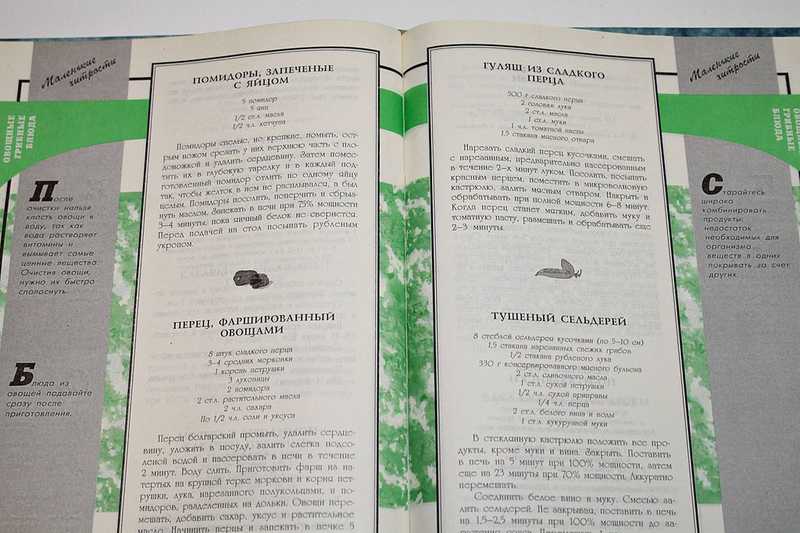 Маленькие
хитрости
ОВОЩНЫЕ
ГРИБНЫЕ
БЛЮДА
После
очистки нельзя
класть овощи в
воду, так как
вода растворяет
витамины и
вымывает самые
ценные вещества.
Очистив овощи,
нужно их быстро
сполоснуть.
Блюда из
овощей подавайте
сразу после
приготовления.
ПОМИДОРЫ, ЗАПЕЧЕНЫЕ
С ЯЙЦОМ
5 помидор
5 яиц
1/2 ст.л. масла
1/2 ч.л. кетчупа
Помидоры спелые, но крепкие, помыть, ост-
рым ножом срезать у них верхнюю часть с пло-
доножкой и удалить сердцевину. Затем помес-
тить их в глубокую тарелку и в каждый под-
готовленный помидор отлить по одному яйцу
так, чтобы желток в нем не расплывался, а был
целым. Помидоры посолить, поперчить и сбрыз-
нуть маслом. Запекать в печи при 75% мощности
3–4 минуты, пока яичный белок не свернется.
Перед подачей на стол посыпать рубленым
укропом.
ПЕРЕЦ, ФАРШИРОВАННЫЙ
ОВОЩАМИ
8 штук сладкого перца
3–4 средних морковки
1 корень петрушки
3 луковицы
2 помидора
2 ст.л. растительного масла
2 ч.л. сахара
По 1/2 ч.л. соли и уксуса
Перец болгарский промыть, удалить сердце-
вину, уложить в посуду, залить слегка подсо-
леной водой и пассеровать в печи в течение
2 минут. Воду слить. Приготовить фарш из на-
тертых на крупной терке моркови и корня пет-
рушки, лука, нарезанного полукольцами, и по-
мидоров, разделенных на дольки. Овощи пере-
мешать, добавить сахар, уксус и растительное
масло. Начинить перцы и запекать в печке 5
ГУЛЯШ ИЗ СЛАДКОГО
ПЕРЦА
500 г сладкого перца
2 головки лука
2 ст.л. масла
1 ст.л. муки
1 ч.л. томатной пасты
1,5 стакана мясного отвара
Нарезать сладкий перец кусочками, смешать
с нарезанным, предварительно пассерованным
в течение 2-х минут луком. Посолить, посыпать
красным перцем, поместить в микроволновую
кастрюлю, залить мясным отваром. Накрыть и
обрабатывать при полной мощности 6–8 минут.
Когда перец станет мягким, добавить муку и
томатную пасту, размешать и обрабатывать еще
2–3 минуты.
ТУШЕНЫЙ СЕЛЬДЕРЕЙ
8 стеблей сельдерея кусочками (по 5–10 см)
1,5 стакана нарезанных свежих грибов
1/2 стакана рубленого лука
330 г консервированного мясного бульона
2 ст.л. сливочного масла
1 ст.л. сухой петрушки
1/2 ч.л. сухой приправы
1/4 ч.л. перца
2 ст.л. белого вина и воды
1 ст.л. кукурузной муки
В стеклянную кастрюлю положить все про-
дукты, кроме муки и вина. Закрыть. Поставить
в печь на 5 минут при 100% мощности, затем
еще на 23 минуты при 70% мощности. Аккуратно
перемешать.
Соединить белое вино и муку. Смесью за-
лить сельдерей. Не закрывая, поставить в печь
на 1,5–2,5 минуты при 100% мощности до за-
Маленькие
хитрости
ОВОЩНЫЕ
ГРИБНЫЕ
БЛЮДА
Старайтесь
широко
комбинировать
продукты:
недостаток
необходимых для
организма
веществ в одних
покрывать за счет
других.